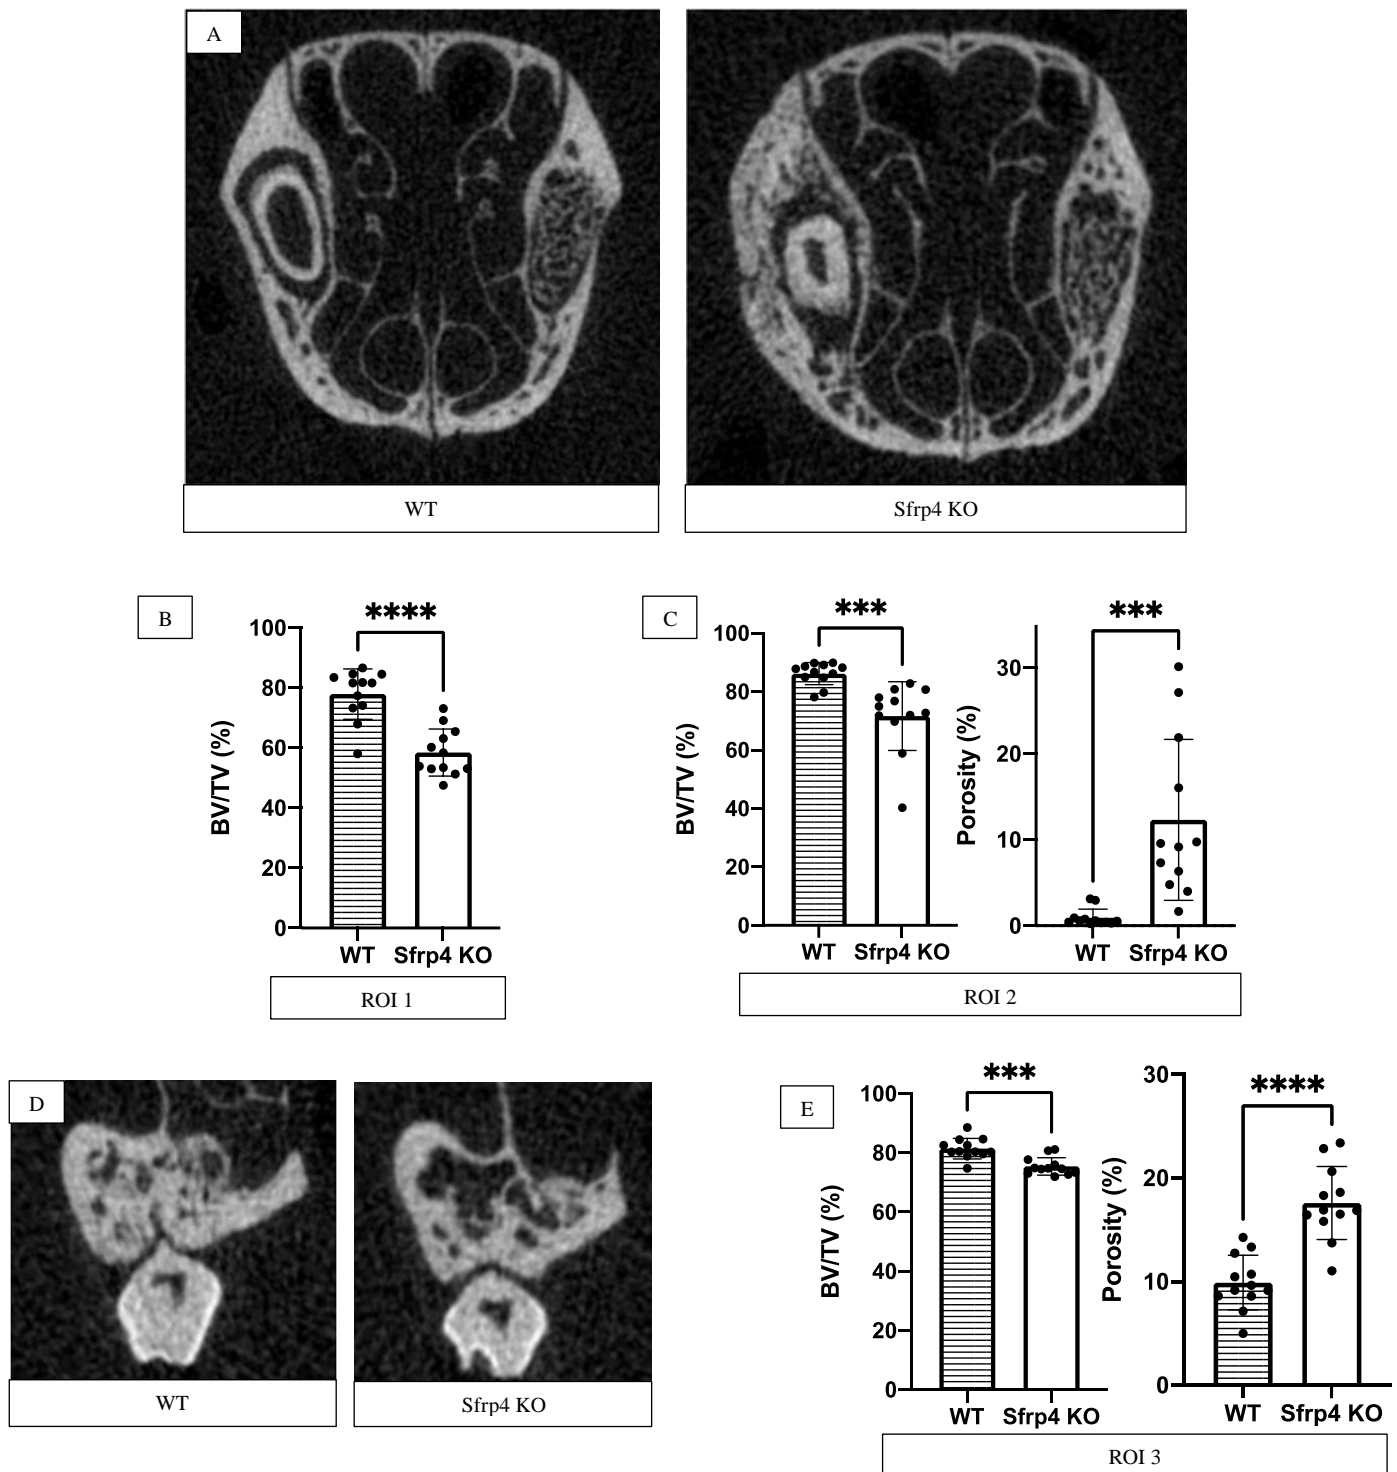 A
WT
Sfrp4 KO
B
****
100
80
60
40
20
0
BV/TV (%)
WT
Sfrp4 KO
ROI 1
C
***
100
80
60
40
20
0
BV/TV (%)
WT
Sfrp4 KO
***
30
20
10
0
Porosity (%)
WT
Sfrp4 KO
ROI 2
D
WT
Sfrp4 KO
E
***
100
80
60
40
20
0
BV/TV (%)
WT
Sfrp4 KO
****
30
20
10
0
Porosity (%)
WT
Sfrp4 KO
ROI 3